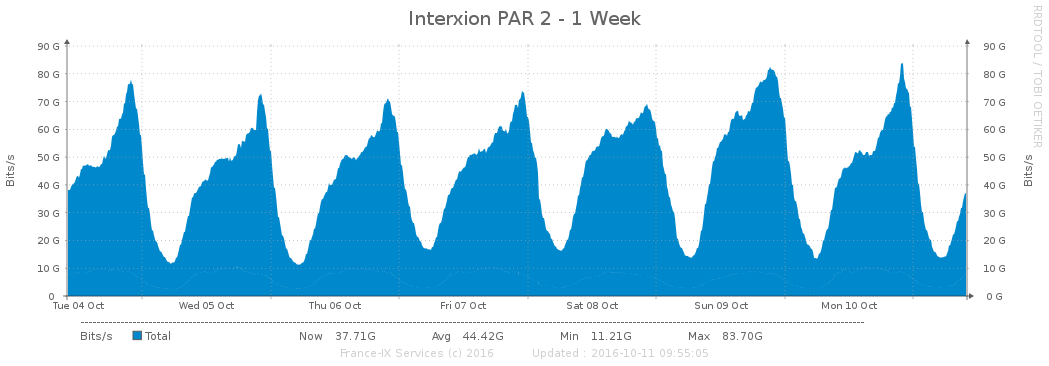 Interxion PAR 2 - 1 Week
RRDTOOL / TOBI OETIKER
Bits/s
90 G 90 G
80 G 80 G
70 G 70 G
60 G 60 G
50 G 50 G
40 G 40 G
30 G 30 G
20 G 20 G
10 G 10 G
0 0 G
Bits/s
Tue 04 Oct Wed 05 Oct Thu 06 Oct Fri 07 Oct Sat 08 Oct Sun 09 Oct Mon 10 Oct
Bits/s Total Now 37.71G Avg 44.42G Min 11.21G Max 83.70G
France-IX Services (c) 2016 Updated : 2016-10-11 09:55:05